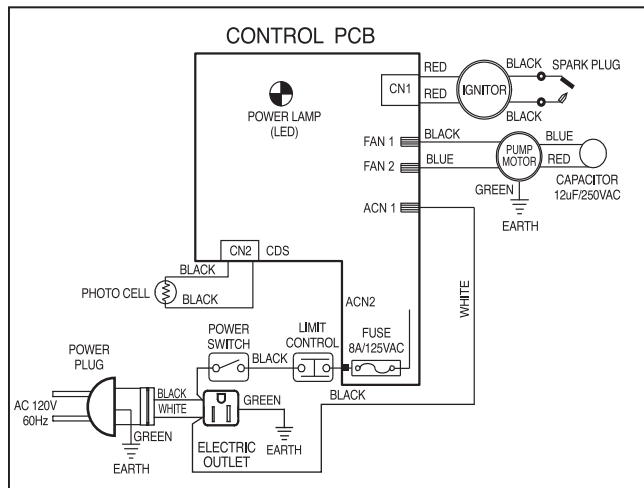 CONTROL PCB
POWER LAMP
(LED)
CN1
RED
RED
IGNITOR
BLACK
BLACK
SPARK PLUG
FAN 1
BLACK
FAN 2
BLUE
PUMP
MOTOR
BLUE
RED
CAPACITOR
12uF/250VAC
GREEN
EARTH
ACN 1
WHITE
CN2
CDS
BLACK
BLACK
PHOTO CELL
ACN2
POWER
SWITCH
BLACK
LIMIT
CONTROL
FUSE
8A/125VAC
BLACK
POWER
PLUG
AC 120V
60Hz
BLACK
WHITE
GREEN
EARTH
GREEN
EARTH
ELECTRIC
OUTLET